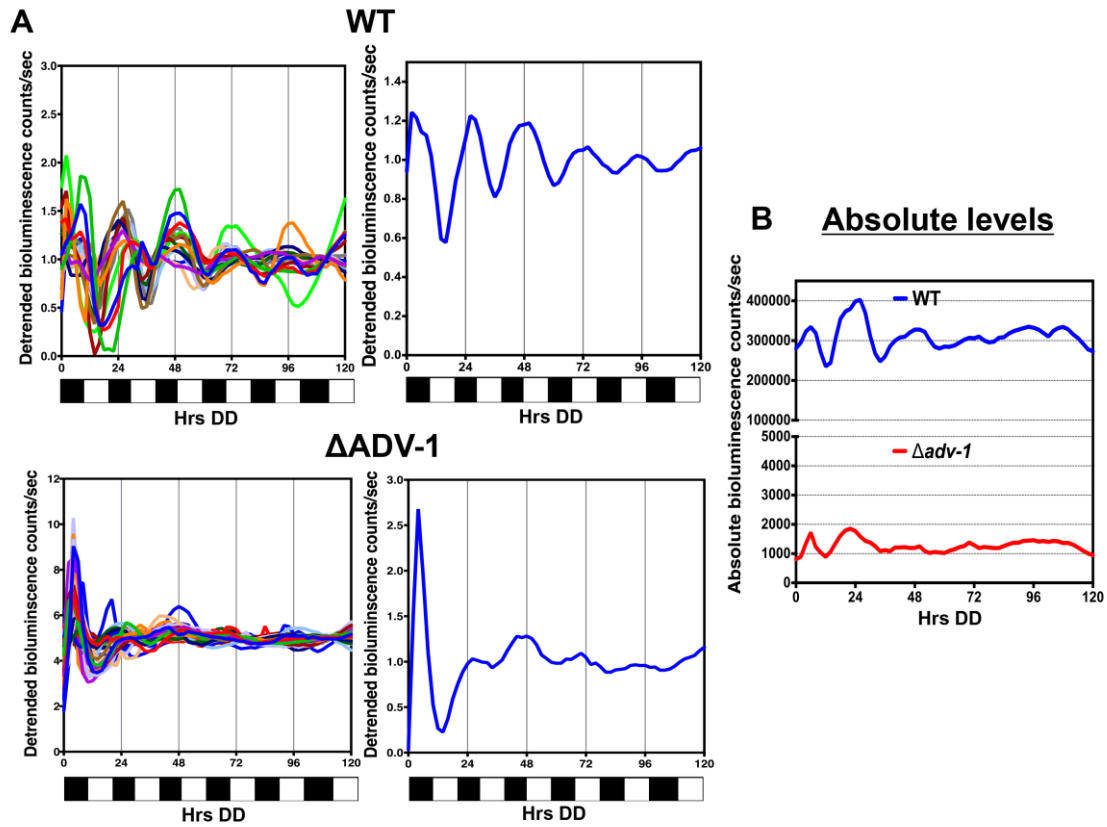 A
WT
Detrended bioluminescence counts/sec
3.0
2.5
2.0
1.5
1.0
0.5
0.0
0 24 48 72 96 120
Hrs DD
Detrended bioluminescence counts/sec
1.4
1.2
1.0
0.8
0.6
0.4
0.2
0.0
0 24 48 72 96 120
Hrs DD
B Absolute levels
Absolute bioluminescence counts/sec
400000
300000
200000
100000
5000
4000
3000
2000
1000
0
WT
Δadv-1
0 24 48 72 96 120
Hrs DD
ΔADV-1
Detrended bioluminscence counts/sec
12
10
8
6
4
2
0
0 24 48 72 96 120
Hrs DD
Detrended bioluminescence counts/sec
3.0
2.5
2.0
1.5
1.0
0.5
0.0
0 24 48 72 96 120
Hrs DD